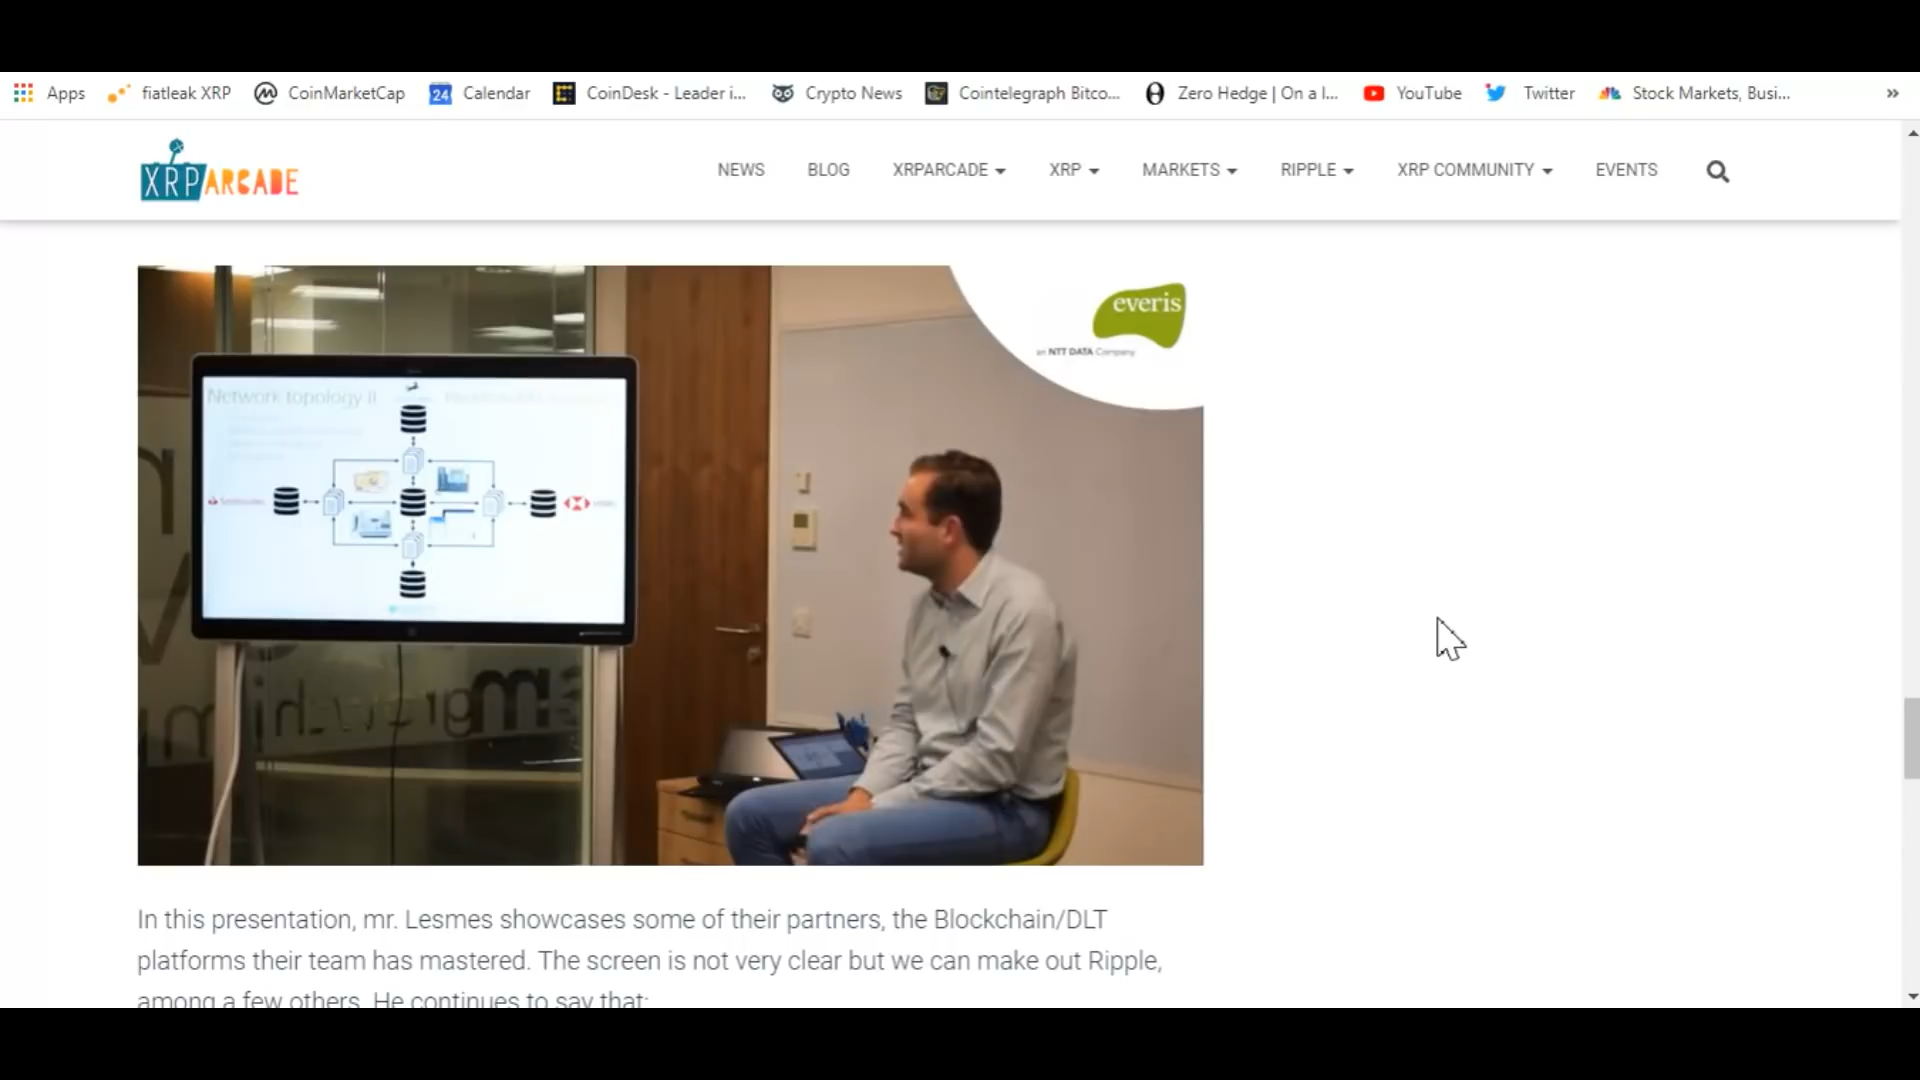 Apps fiatleak XRP CoinMarketCap 24 Calendar CoinDesk - Leader i... Crypto News Cointelegraph Bitco... Zero Hedge | On a l... YouTube Twitter Stock Markets, Busi... »
XRPARCADE NEWS BLOG XRPARCADE XRP MARKETS RIPPLE XRP COMMUNITY EVENTS
everis
an NTT DATA Company
Network topology II
In this presentation, mr. Lesmes showcases some of their partners, the Blockchain/DLT
platforms their team has mastered. The screen is not very clear but we can make out Ripple,
among a few others. He continues to say that: